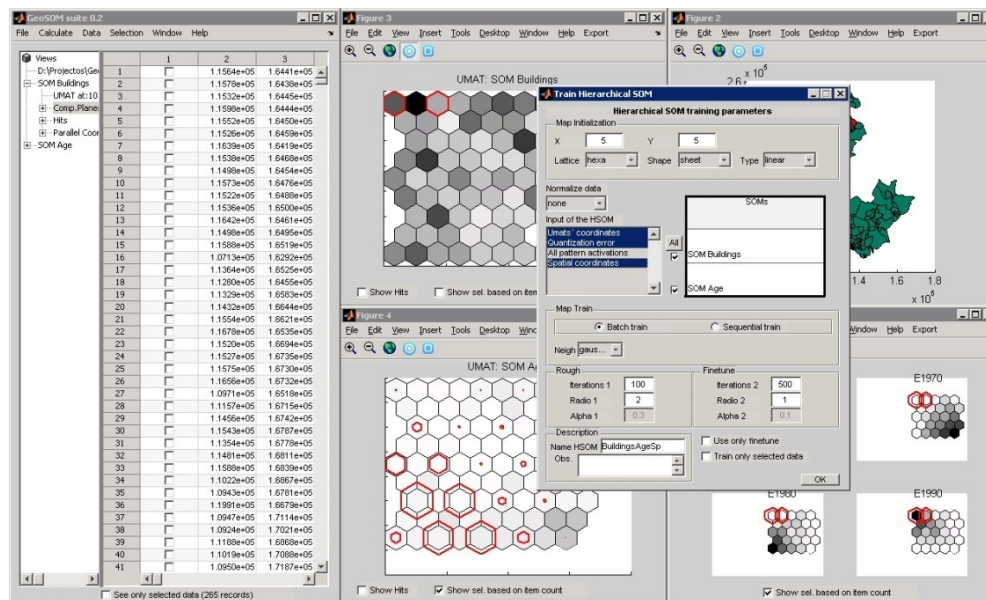 GeoSOM suite 0.2
File Calculate Data Selection Window Help
Views
D:\Projectos\Geo
SOM Buildings
UMAT at:10
Comp.Planes
Hits
Parallel Coor
SOM Age
1 2 3
1 1.1564e+05 1.6441e+05
2 1.1578e+05 1.6438e+05
3 1.1532e+05 1.6445e+05
4 1.1598e+05 1.6444e+05
5 1.1552e+05 1.6450e+05
6 1.1526e+05 1.6459e+05
7 1.1639e+05 1.6419e+05
8 1.1538e+05 1.6468e+05
9 1.1498e+05 1.6454e+05
10 1.1573e+05 1.6476e+05
11 1.1522e+05 1.6488e+05
12 1.1536e+05 1.6500e+05
13 1.1642e+05 1.6461e+05
14 1.1498e+05 1.6495e+05
15 1.1588e+05 1.6519e+05
16 1.0713e+05 1.6292e+05
17 1.1364e+05 1.6525e+05
18 1.1280e+05 1.6455e+05
19 1.1329e+05 1.6583e+05
20 1.1432e+05 1.6644e+05
21 1.1554e+05 1.6621e+05
22 1.1678e+05 1.6535e+05
23 1.1520e+05 1.6694e+05
24 1.1527e+05 1.6735e+05
25 1.1575e+05 1.6730e+05
26 1.1656e+05 1.6732e+05
27 1.0971e+05 1.6518e+05
28 1.1157e+05 1.6715e+05
29 1.1456e+05 1.6742e+05
30 1.1543e+05 1.6787e+05
31 1.1354e+05 1.6778e+05
32 1.1481e+05 1.6811e+05
33 1.1588e+05 1.6839e+05
34 1.1022e+05 1.6867e+05
35 1.0943e+05 1.6781e+05
36 1.1991e+05 1.6679e+05
37 1.0947e+05 1.7114e+05
38 1.0924e+05 1.7021e+05
39 1.1188e+05 1.6868e+05
40 1.1019e+05 1.7088e+05
41 1.0950e+05 1.7187e+05
See only selected data (265 records)
Figure 3
File Edit View Insert Tools Desktop Window Help Export
UMAT: SOM Buildings
Show Hits Show sel. based on item
Figure 2
File Edit View Insert Tools Desktop Window Help Export
x 10^5
2.6
1.4 1.6 1.8
x 10^5
Train Hierarchical SOM
Hierarchical SOM training parameters
Map Initialization
X 5 Y 5
Lattice hexa Shape sheet Type linear
Normalize data
none
Input of the HSOM
Umats' coordinates
Quantization error
All pattern activations
Spatial coordinates
All
SOMs
SOM Buildings
SOM Age
Map Train
Batch train Sequential train
Neigh gaus...
Rough
Iterations 1 100
Radio 1 2
Alpha 1 0.3
Finetune
Iterations 2 500
Radio 2 1
Alpha 2 0.1
Description
Name HSOM BuildingsAgeSp
Obs.
Use only finetune
Train only selected data
OK
Figure 4
File Edit View Insert Tools Desktop Wind
UMAT: SOM A
Show Hits Show sel. based on item count
Window Help Export
E1970
E1980 E1990
Show sel. based on item count